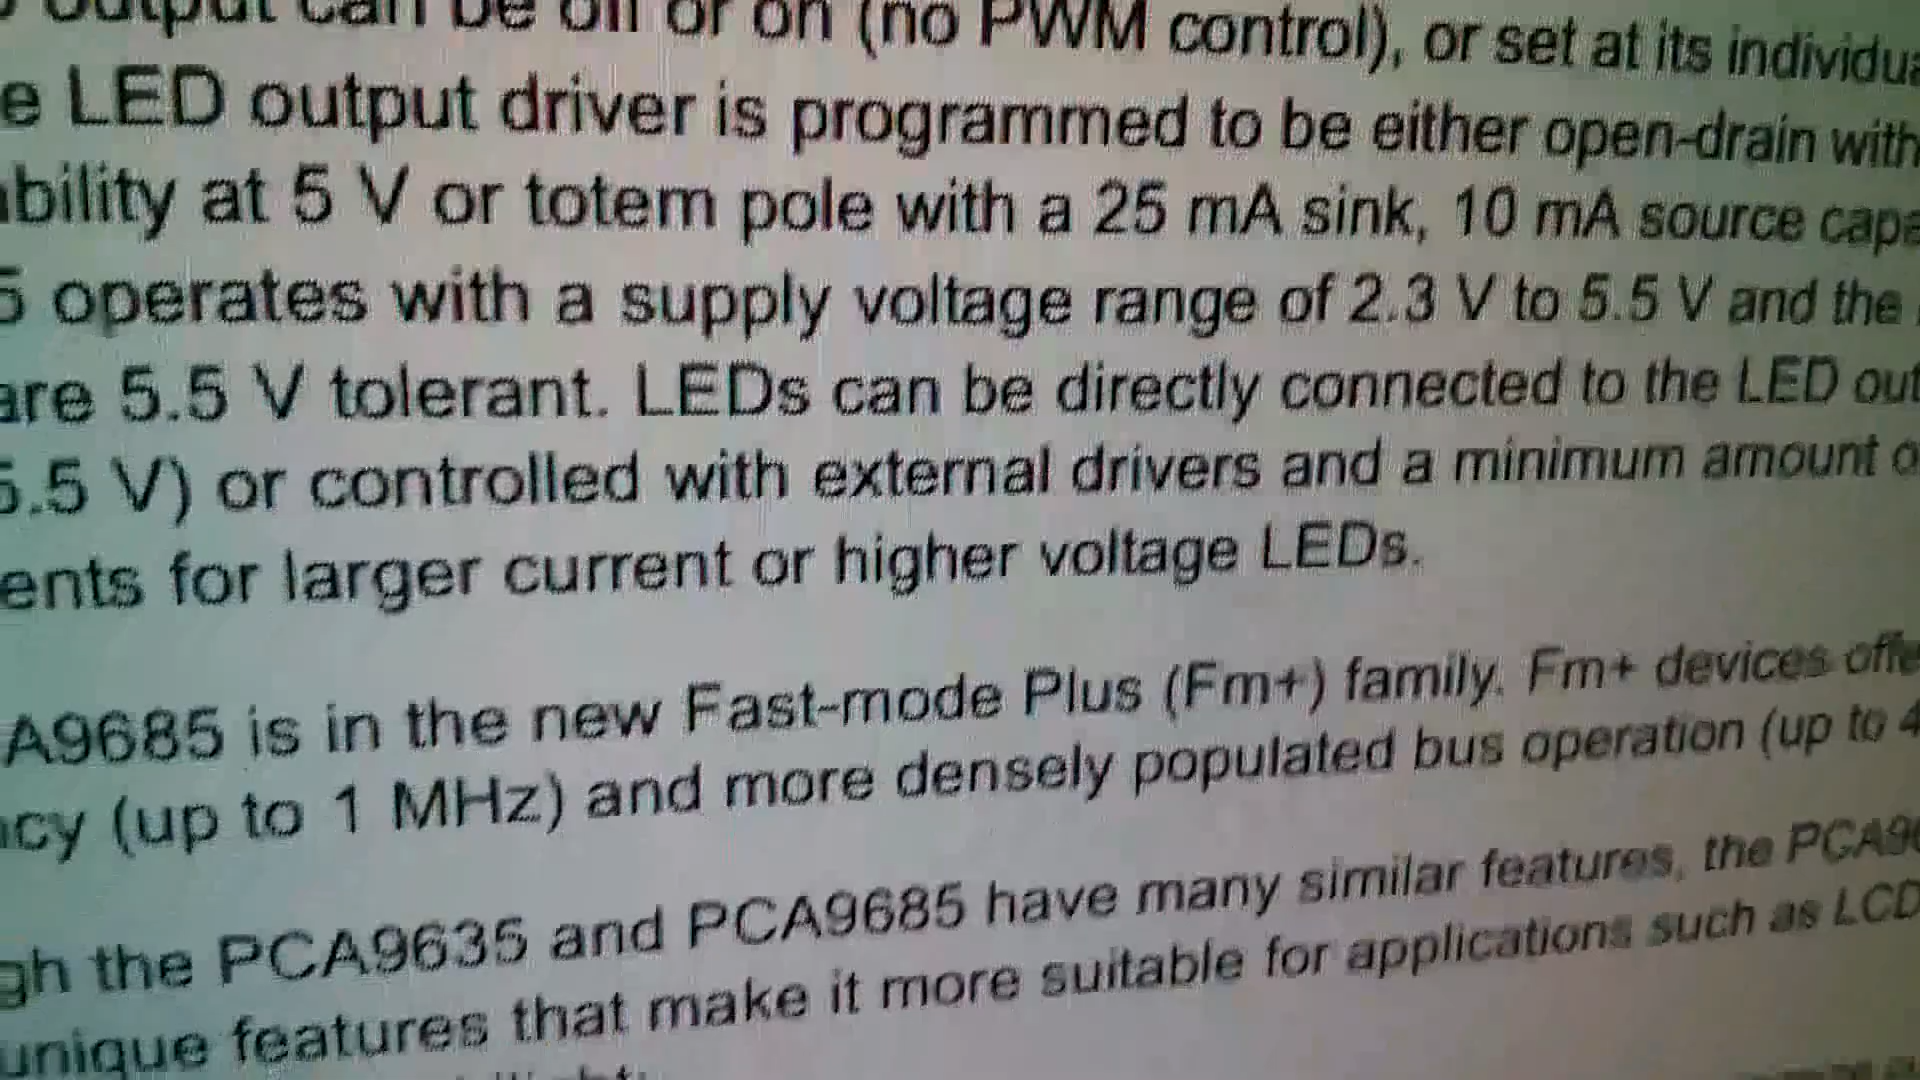 output can be off or on (no PWM control), or set at its individua
e LED output driver is programmed to be either open-drain with
bility at 5 V or totem pole with a 25 mA sink, 10 mA source capa
5 operates with a supply voltage range of 2.3 V to 5.5 V and the
are 5.5 V tolerant. LEDs can be directly connected to the LED out
5.5 V) or controlled with external drivers and a minimum amount o
ents for larger current or higher voltage LEDs.
A9685 is in the new Fast-mode Plus (Fm+) family. Fm+ devices offe
cy (up to 1 MHz) and more densely populated bus operation (up to 4
gh the PCA9635 and PCA9685 have many similar features, the PCA96
unique features that make it more suitable for applications such as LCD